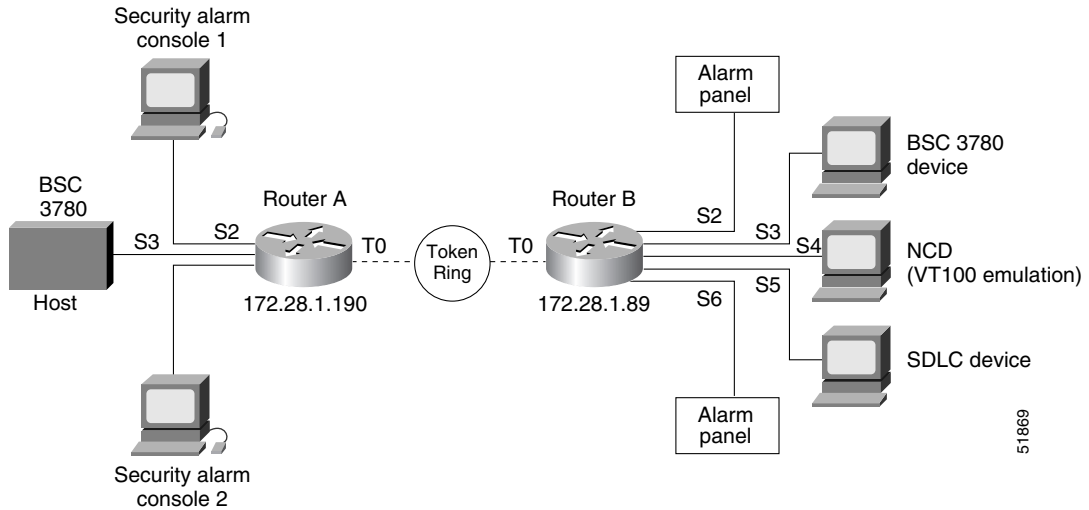 Security alarm
console 1
BSC
3780
Host
S3
S2
Router A
T0
172.28.1.190
Token
Ring
Router B
T0
172.28.1.89
S2
S3
S4
S5
S6
Alarm
panel
BSC 3780
device
NCD
(VT100 emulation)
SDLC device
Alarm
panel
Security alarm
console 2
51869